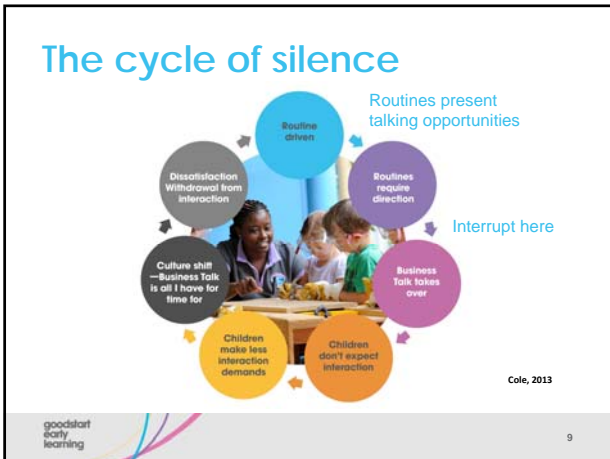 The cycle of silence
Routines present
talking opportunities
Routine
driven
Routines
require
direction
Interrupt here
Business
Talk takes
over
Children
don't expect
interaction
Children
make less
interaction
demands
Culture shift
—Business Talk
is all I have for
time for
Dissatisfaction
Withdrawal from
interaction
Cole, 2013
goodstart
early
learning
9